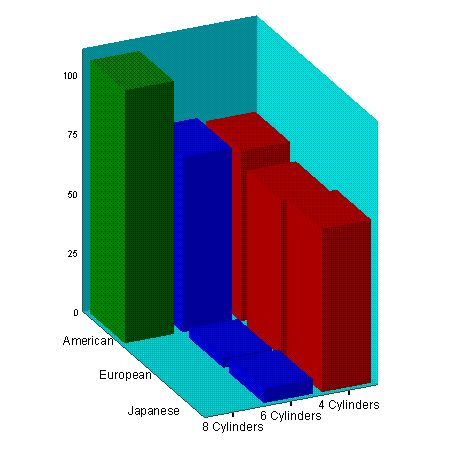 100
75
50
25
0
American
European
Japanese
8 Cylinders
6 Cylinders
4 Cylinders